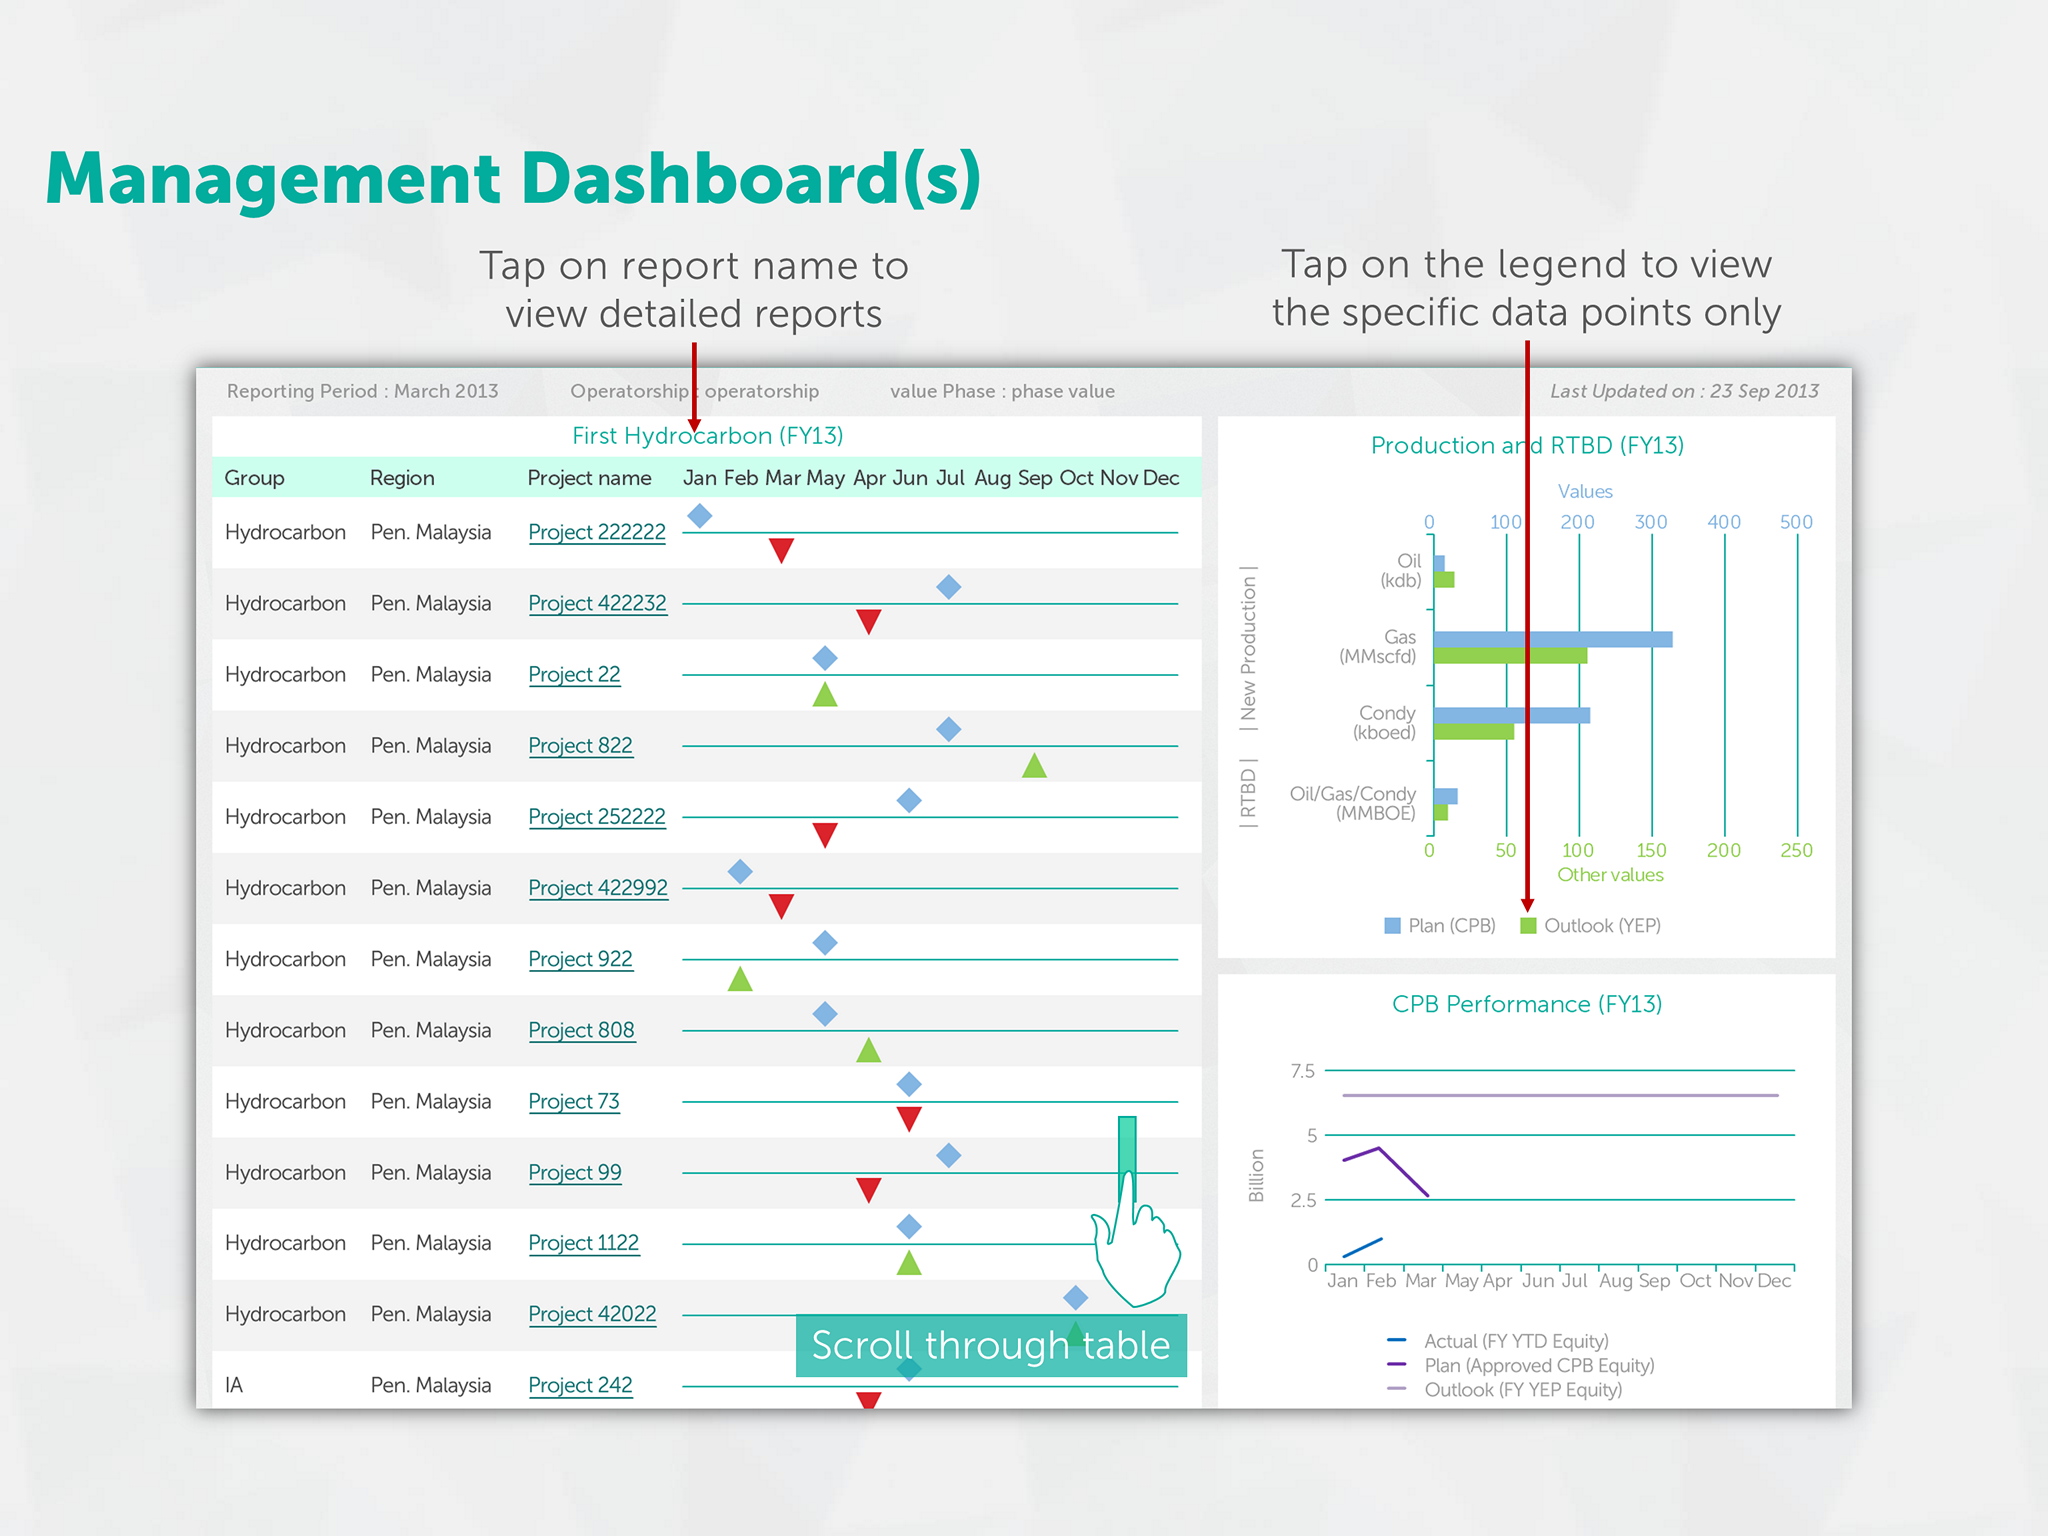 Management Dashboard(s)
Tap on report name to
view detailed reports
Tap on the legend to view
the specific data points only
Reporting Period : March 2013 Operatorship : operatorship value Phase : phase value Last Updated on : 23 Sep 2013
First Hydrocarbon (FY13)
Group Region Project name Jan Feb Mar May Apr Jun Jul Aug Sep Oct Nov Dec
Hydrocarbon Pen. Malaysia Project 222222
Hydrocarbon Pen. Malaysia Project 422232
Hydrocarbon Pen. Malaysia Project 22
Hydrocarbon Pen. Malaysia Project 822
Hydrocarbon Pen. Malaysia Project 252222
Hydrocarbon Pen. Malaysia Project 422992
Hydrocarbon Pen. Malaysia Project 922
Hydrocarbon Pen. Malaysia Project 808
Hydrocarbon Pen. Malaysia Project 73
Hydrocarbon Pen. Malaysia Project 99
Hydrocarbon Pen. Malaysia Project 1122
Hydrocarbon Pen. Malaysia Project 42022
Scroll through table
IA Pen. Malaysia Project 242
Production and RTBD (FY13)
Values
0 100 200 300 400 500
| New Production |
Oil
(kdb)
Gas
(MMscfd)
Condy
(kboed)
| RTBD |
Oil/Gas/Condy
(MMBOE)
0 50 100 150 200 250
Other values
Plan (CPB) Outlook (YEP)
CPB Performance (FY13)
Billion
7.5
5
2.5
0
Jan Feb Mar May Apr Jun Jul Aug Sep Oct Nov Dec
Actual (FY YTD Equity)
Plan (Approved CPB Equity)
Outlook (FY YEP Equity)